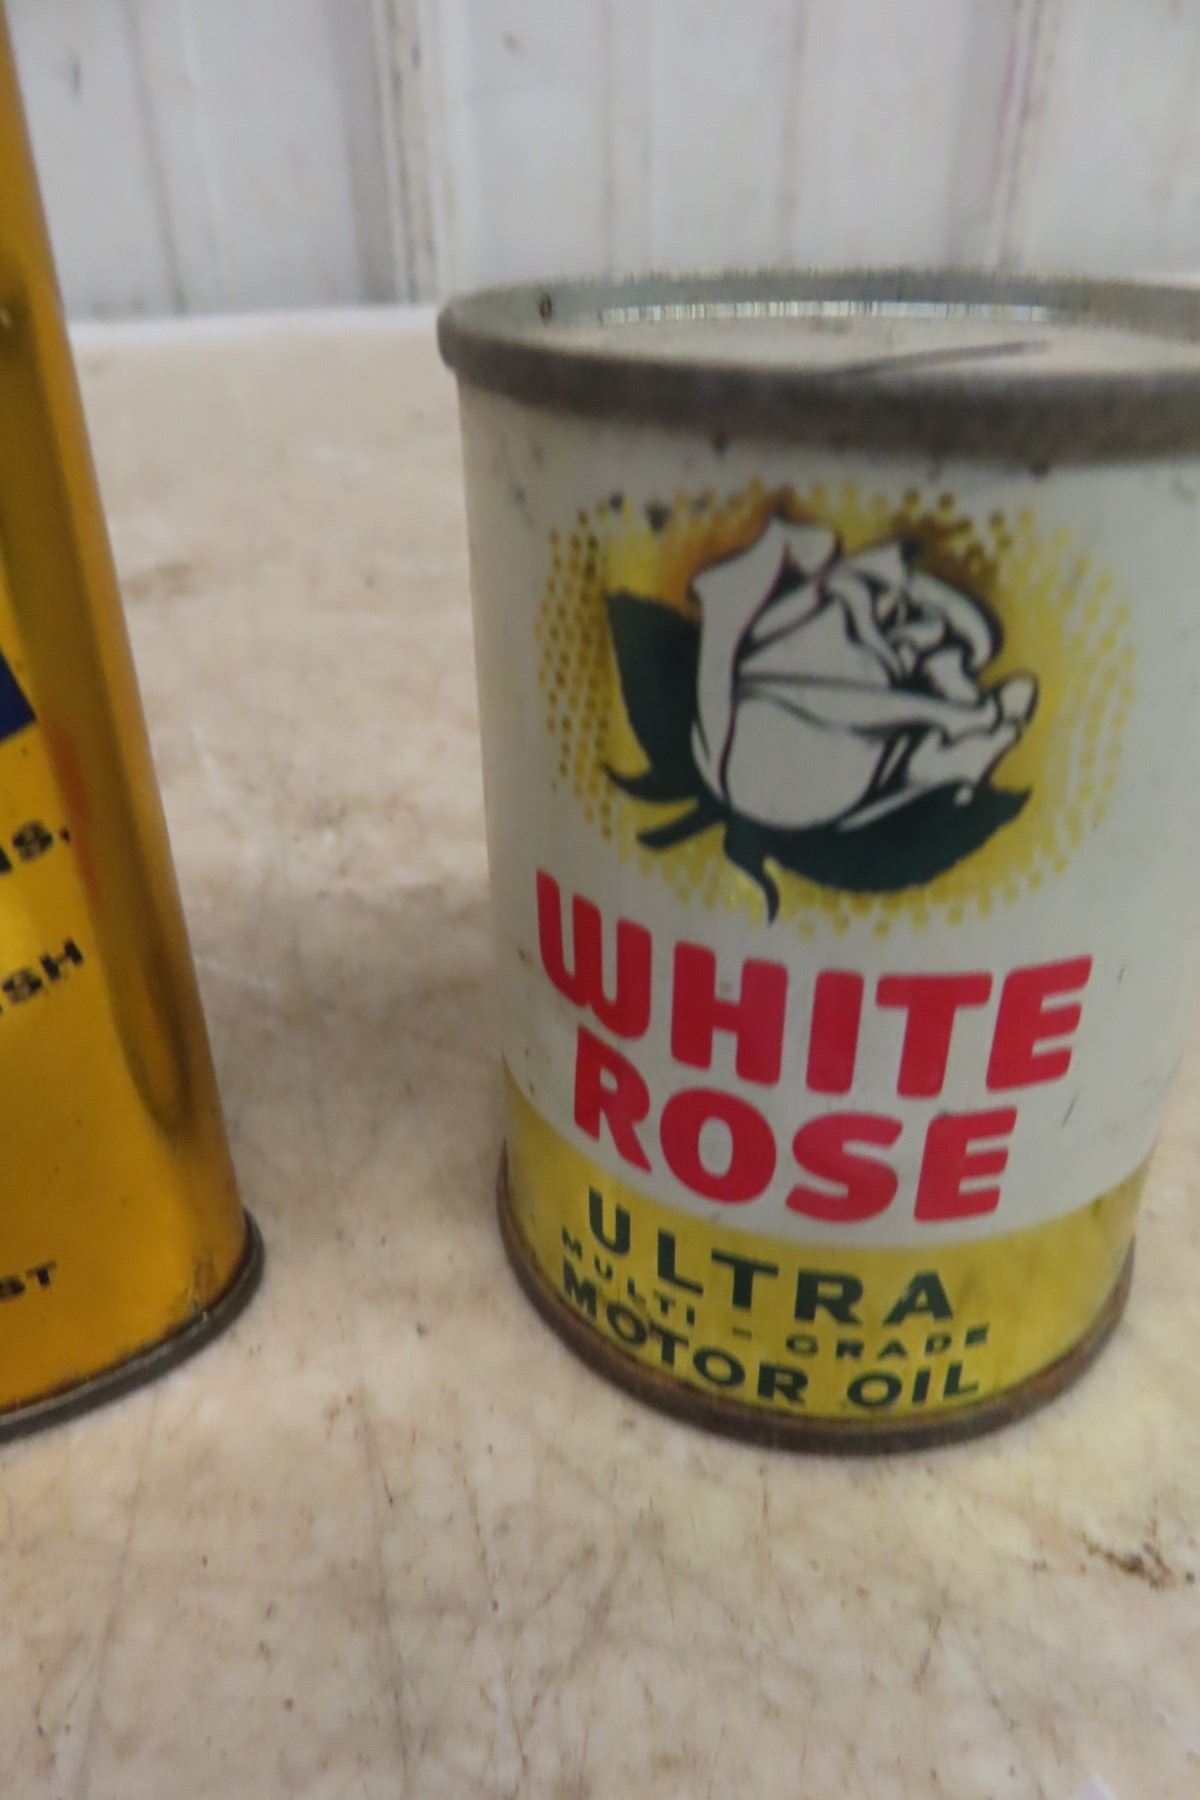 WHITE
ROSE
ULTRA
MULTI - GRADE
MOTOR OIL